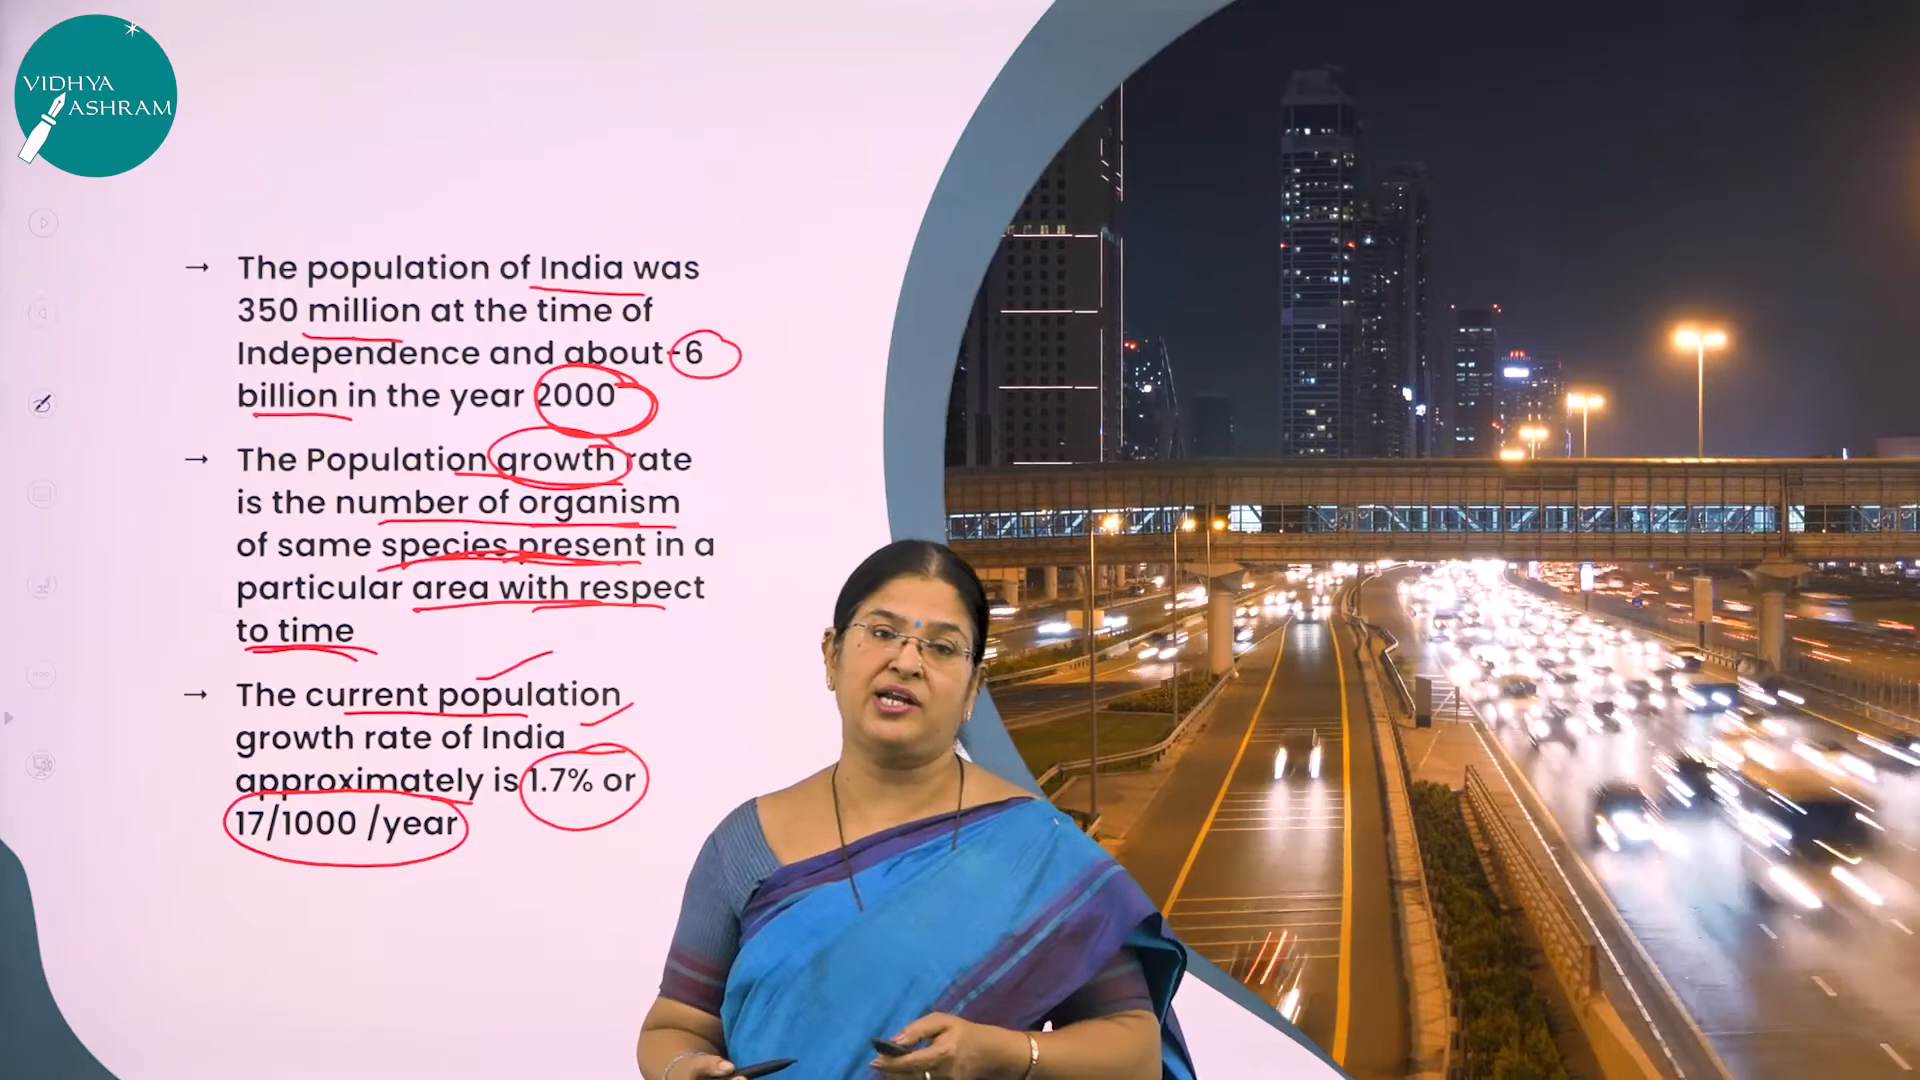 VIDHYA
ASHRAM
→ The population of India was
350 million at the time of
Independence and about -6
billion in the year 2000
→ The Population growth rate
is the number of organism
of same species present in a
particular area with respect
to time
→ The current population
growth rate of India
approximately is 1.7% or
17/1000 /year